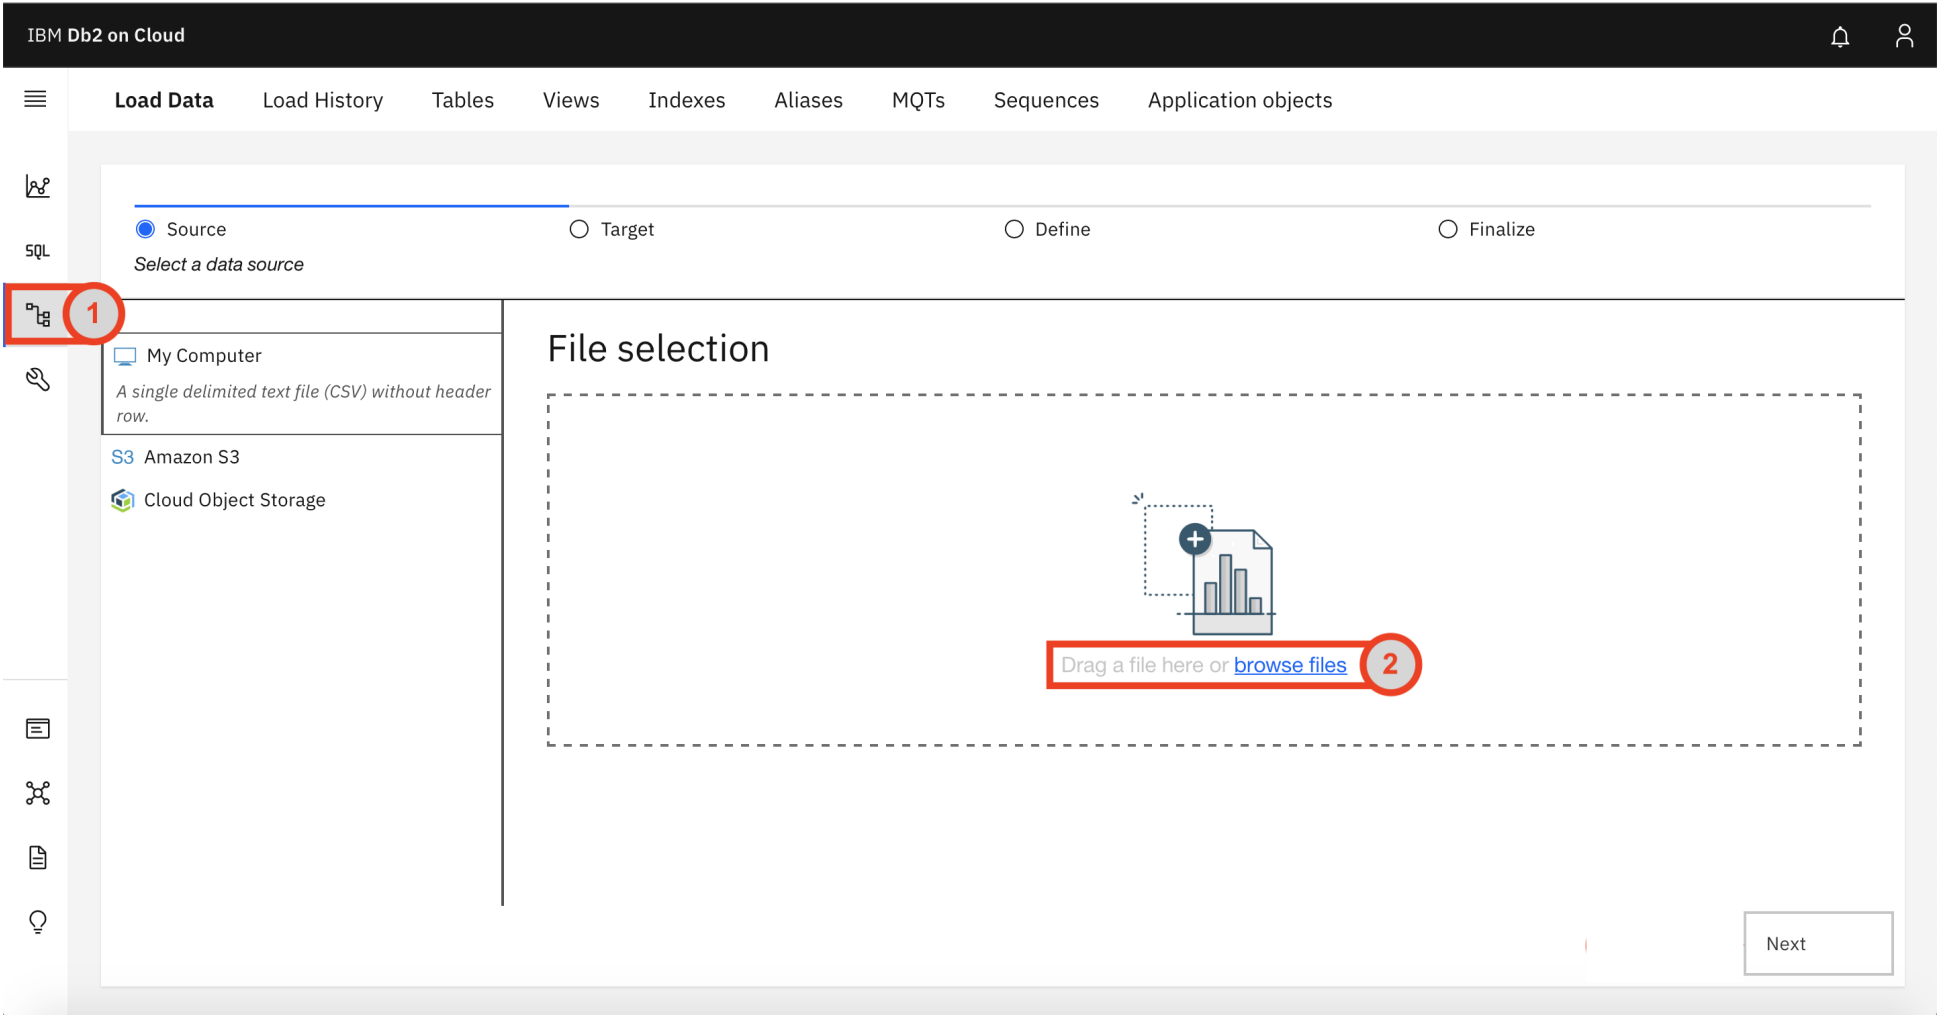 IBM Db2 on Cloud
Load Data Load History Tables Views Indexes Aliases MQTs Sequences Application objects
Source Target Define Finalize
Select a data source
SQL
1
File selection
My Computer
A single delimited text file (CSV) without header
row.
S3 Amazon S3
Cloud Object Storage
Drag a file here or browse files 2
Next